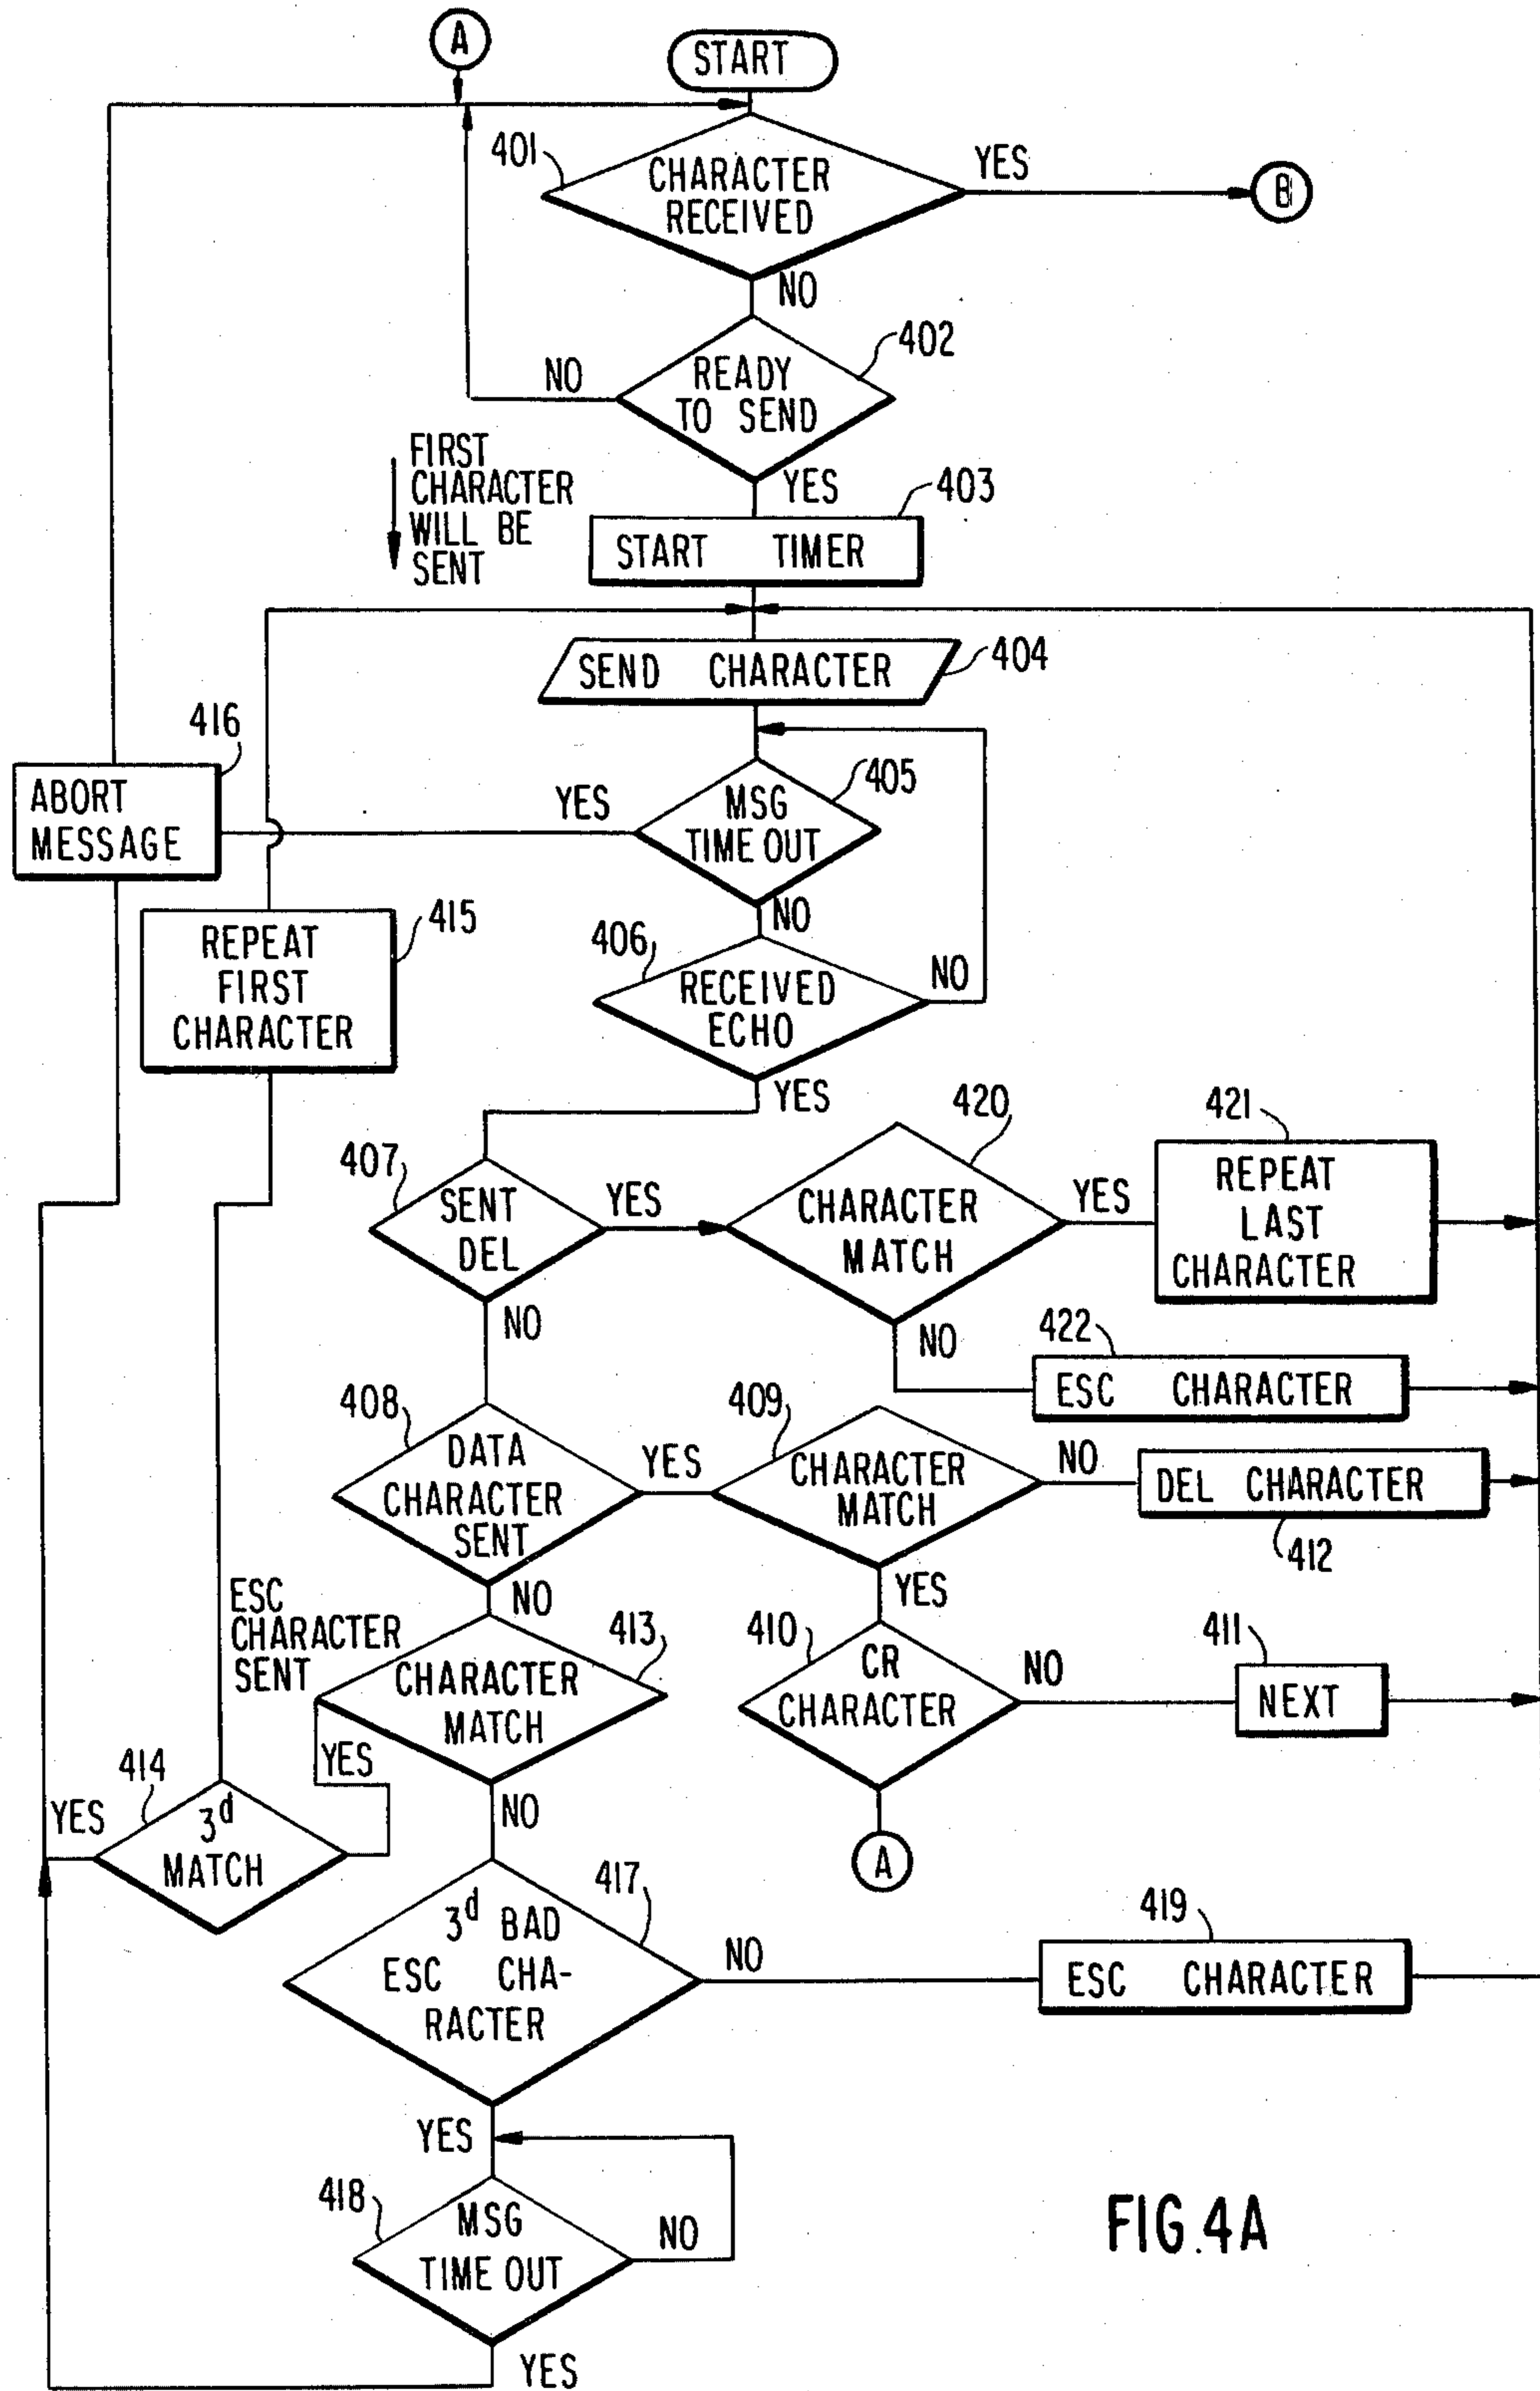 A
START
401
CHARACTER
RECEIVED
YES
B
NO
402
READY
TO SEND
NO
YES
FIRST
CHARACTER
WILL BE
SENT
403
START TIMER
SEND CHARACTER
404
416
ABORT
MESSAGE
YES
MSG
TIME OUT
405
NO
REPEAT
FIRST
CHARACTER
415
406
RECEIVED
ECHO
NO
YES
407
SENT
DEL
YES
420
CHARACTER
MATCH
YES
421
REPEAT
LAST
CHARACTER
NO
NO
422
ESC CHARACTER
408
DATA
CHARACTER
SENT
YES
409
CHARACTER
MATCH
NO
DEL CHARACTER
412
NO
YES
ESC
CHARACTER
SENT
413
CHARACTER
MATCH
410
CR
CHARACTER
NO
411
NEXT
YES
NO
414
YES
3d
MATCH
A
417
3d BAD
ESC CHA-
RACTER
NO
419
ESC CHARACTER
YES
418
MSG
TIME OUT
NO
YES
FIG.4A